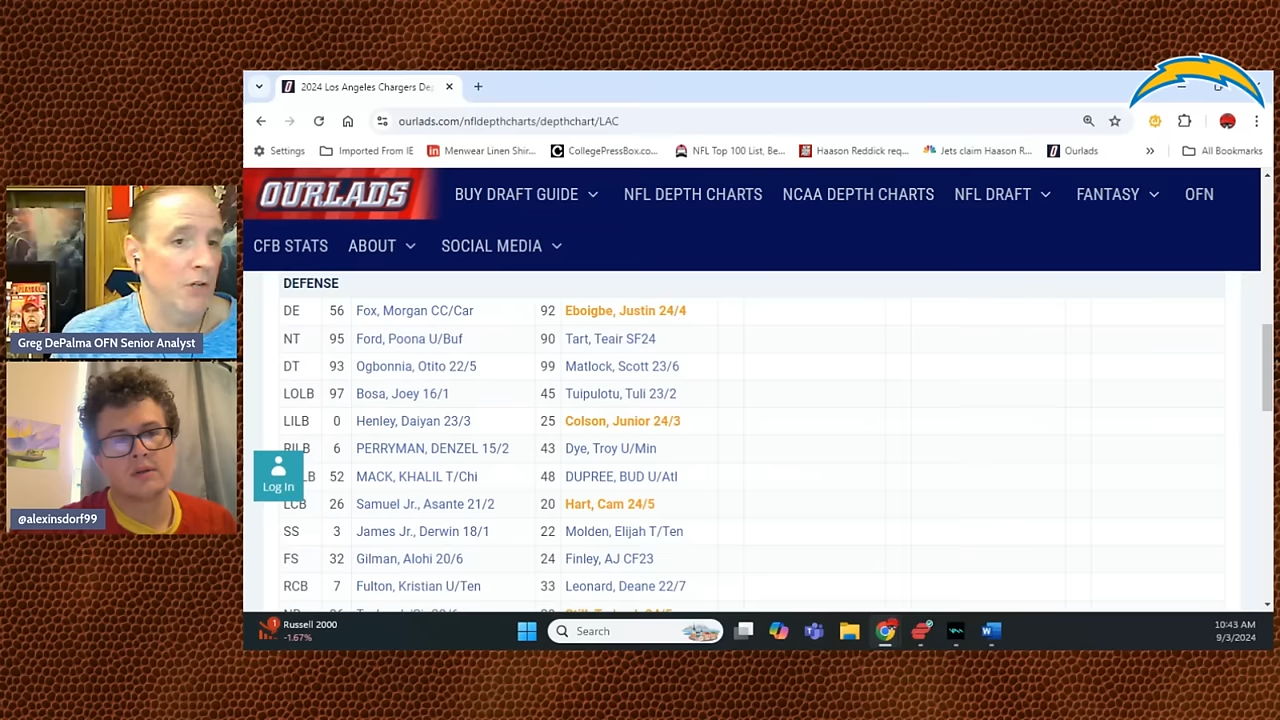 2024 Los Angeles Chargers De
ourlads.com/nfldepthcharts/depthchart/LAC
Settings Imported From IE Menwear Linen Shir... CollegePressBox.co... NFL Top 100 List, Be... Haason Reddick req... Jets claim Haason R... Ourlads » All Bookmarks
OURLADS BUY DRAFT GUIDE NFL DEPTH CHARTS NCAA DEPTH CHARTS NFL DRAFT FANTASY OFN
CFB STATS ABOUT SOCIAL MEDIA
DEFENSE
DE 56 Fox, Morgan CC/Car 92 Eboigbe, Justin 24/4
NT 95 Ford, Poona U/Buf 90 Tart, Teair SF24
DT 93 Ogbonnia, Otito 22/5 99 Matlock, Scott 23/6
LOLB 97 Bosa, Joey 16/1 45 Tuipulotu, Tuli 23/2
LILB 0 Henley, Daiyan 23/3 25 Colson, Junior 24/3
RILB 6 PERRYMAN, DENZEL 15/2 43 Dye, Troy U/Min
LB 52 MACK, KHALIL T/Chi 48 DUPREE, BUD U/Atl
LCB 26 Samuel Jr., Asante 21/2 20 Hart, Cam 24/5
SS 3 James Jr., Derwin 18/1 22 Molden, Elijah T/Ten
FS 32 Gilman, Alohi 20/6 24 Finley, AJ CF23
RCB 7 Fulton, Kristian U/Ten 33 Leonard, Deane 22/7
Log In
Greg DePalma OFN Senior Analyst
@alexinsdorf99
1
Russell 2000
-1.67%
Search
10:43 AM
9/3/2024